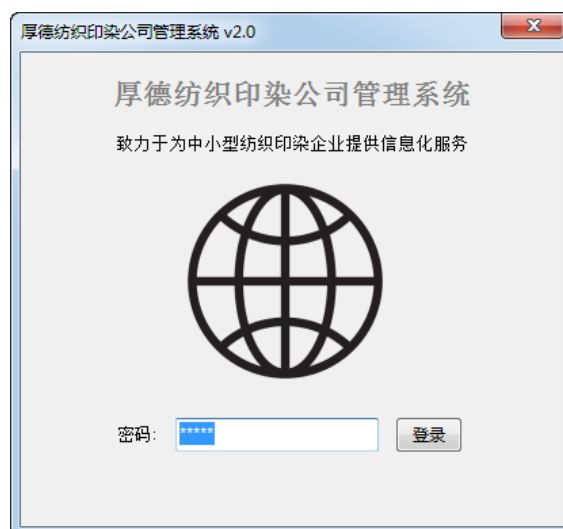 厚德纺织印染公司管理系统 v2.0
厚德纺织印染公司管理系统
致力于为中小型纺织印染企业提供信息化服务
密码: ***** 登录